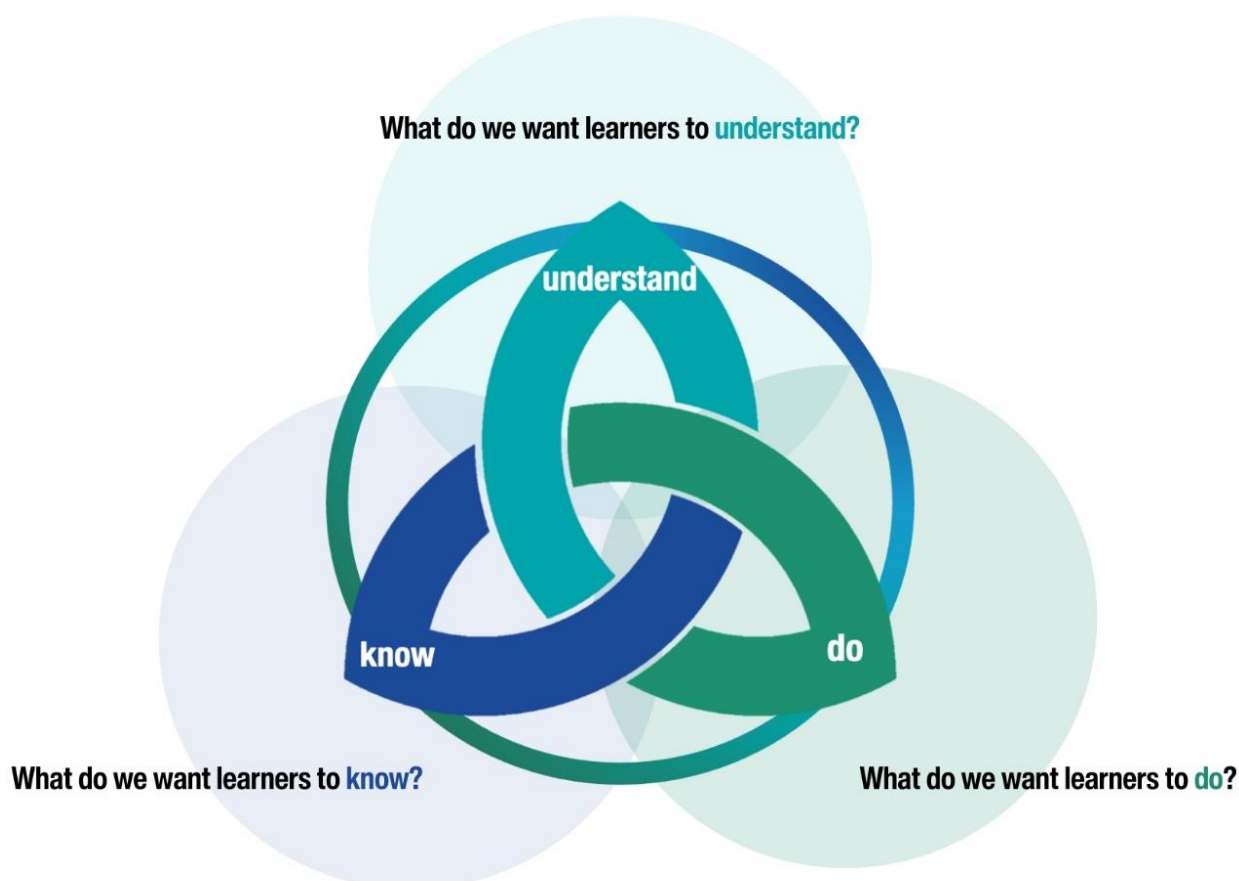 What do we want learners to understand?
understand
know
do
What do we want learners to know?
What do we want learners to do?